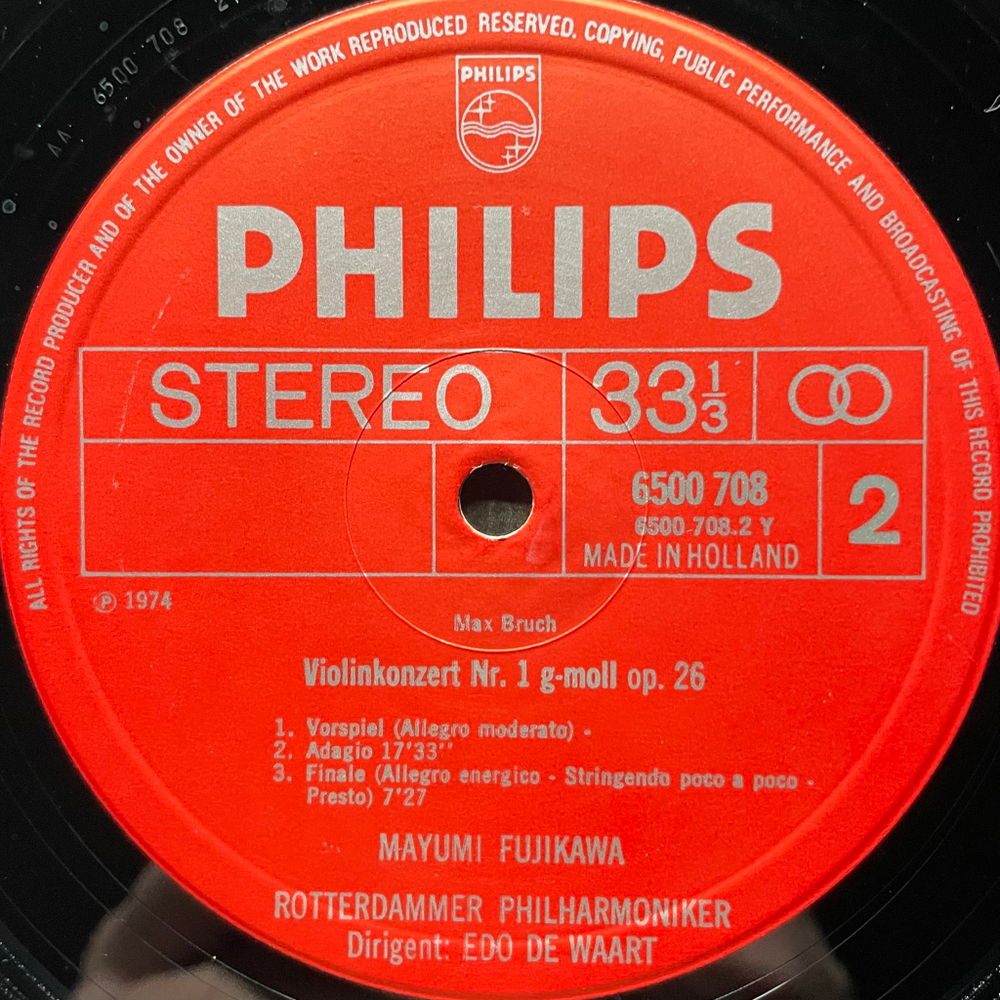 AA 6500 708
ALL RIGHTS OF THE RECORD PRODUCER AND OF THE OWNER OF THE WORK REPRODUCED RESERVED. COPYING, PUBLIC PERFORMANCE AND BROADCASTING OF THIS RECORD PROHIBITED
PHILIPS
PHILIPS
STEREO 33 1/3
6500 708
6500 708.2 Y
MADE IN HOLLAND
2
Ⓟ 1974
Max Bruch
Violinkonzert Nr. 1 g-moll op. 26
1. Vorspiel (Allegro moderato) -
2. Adagio 17'33''
3. Finale (Allegro energico - Stringendo poco a poco -
Presto) 7'27
MAYUMI FUJIKAWA
ROTTERDAMMER PHILHARMONIKER
Dirigent: EDO DE WAART